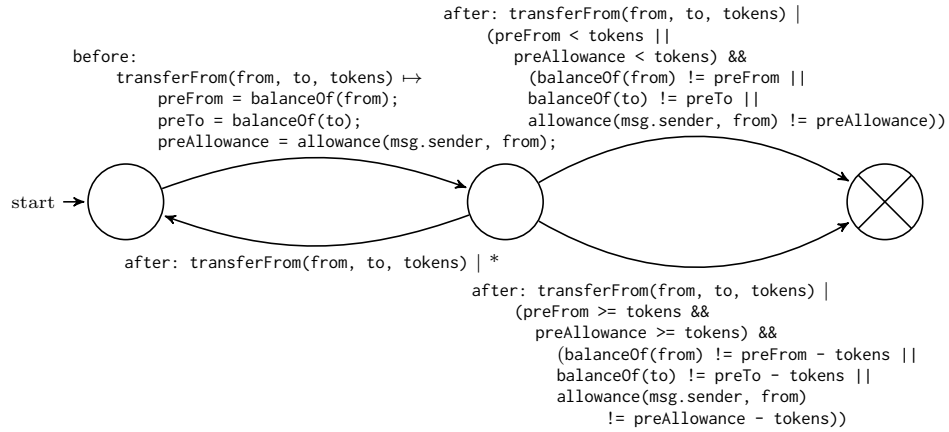 after: transferFrom(from, to, tokens) |
(preFrom < tokens ||
preAllowance < tokens) &&
(balanceOf(from) != preFrom ||
balanceOf(to) != preTo ||
allowance(msg.sender, from) != preAllowance))
before:
transferFrom(from, to, tokens) ↦
preFrom = balanceOf(from);
preTo = balanceOf(to);
preAllowance = allowance(msg.sender, from);
start
after: transferFrom(from, to, tokens) | *
after: transferFrom(from, to, tokens) |
(preFrom >= tokens &&
preAllowance >= tokens) &&
(balanceOf(from) != preFrom - tokens ||
balanceOf(to) != preTo - tokens ||
allowance(msg.sender, from)
!= preAllowance - tokens))